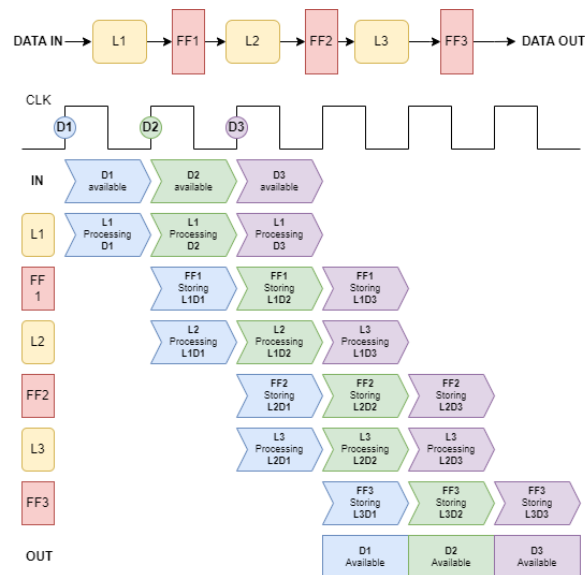 DATA IN L1 FF1 L2 FF2 L3 FF3 DATA OUT
CLK
D1 D2 D3
IN
D1
available
D2
available
D3
available
L1
L1
Processing
D1
L1
Processing
D2
L1
Processing
D3
FF
1
FF1
Storing
L1D1
FF1
Storing
L1D2
FF1
Storing
L1D3
L2
L2
Processing
L1D1
L2
Processing
L1D2
L3
Processing
L1D3
FF2
FF2
Storing
L2D1
FF2
Storing
L2D2
FF2
Storing
L2D3
L3
L3
Processing
L2D1
L3
Processing
L2D2
L3
Processing
L2D3
FF3
FF3
Storing
L3D1
FF3
Storing
L3D2
FF3
Storing
L3D3
OUT
D1
Available
D2
Available
D3
Available